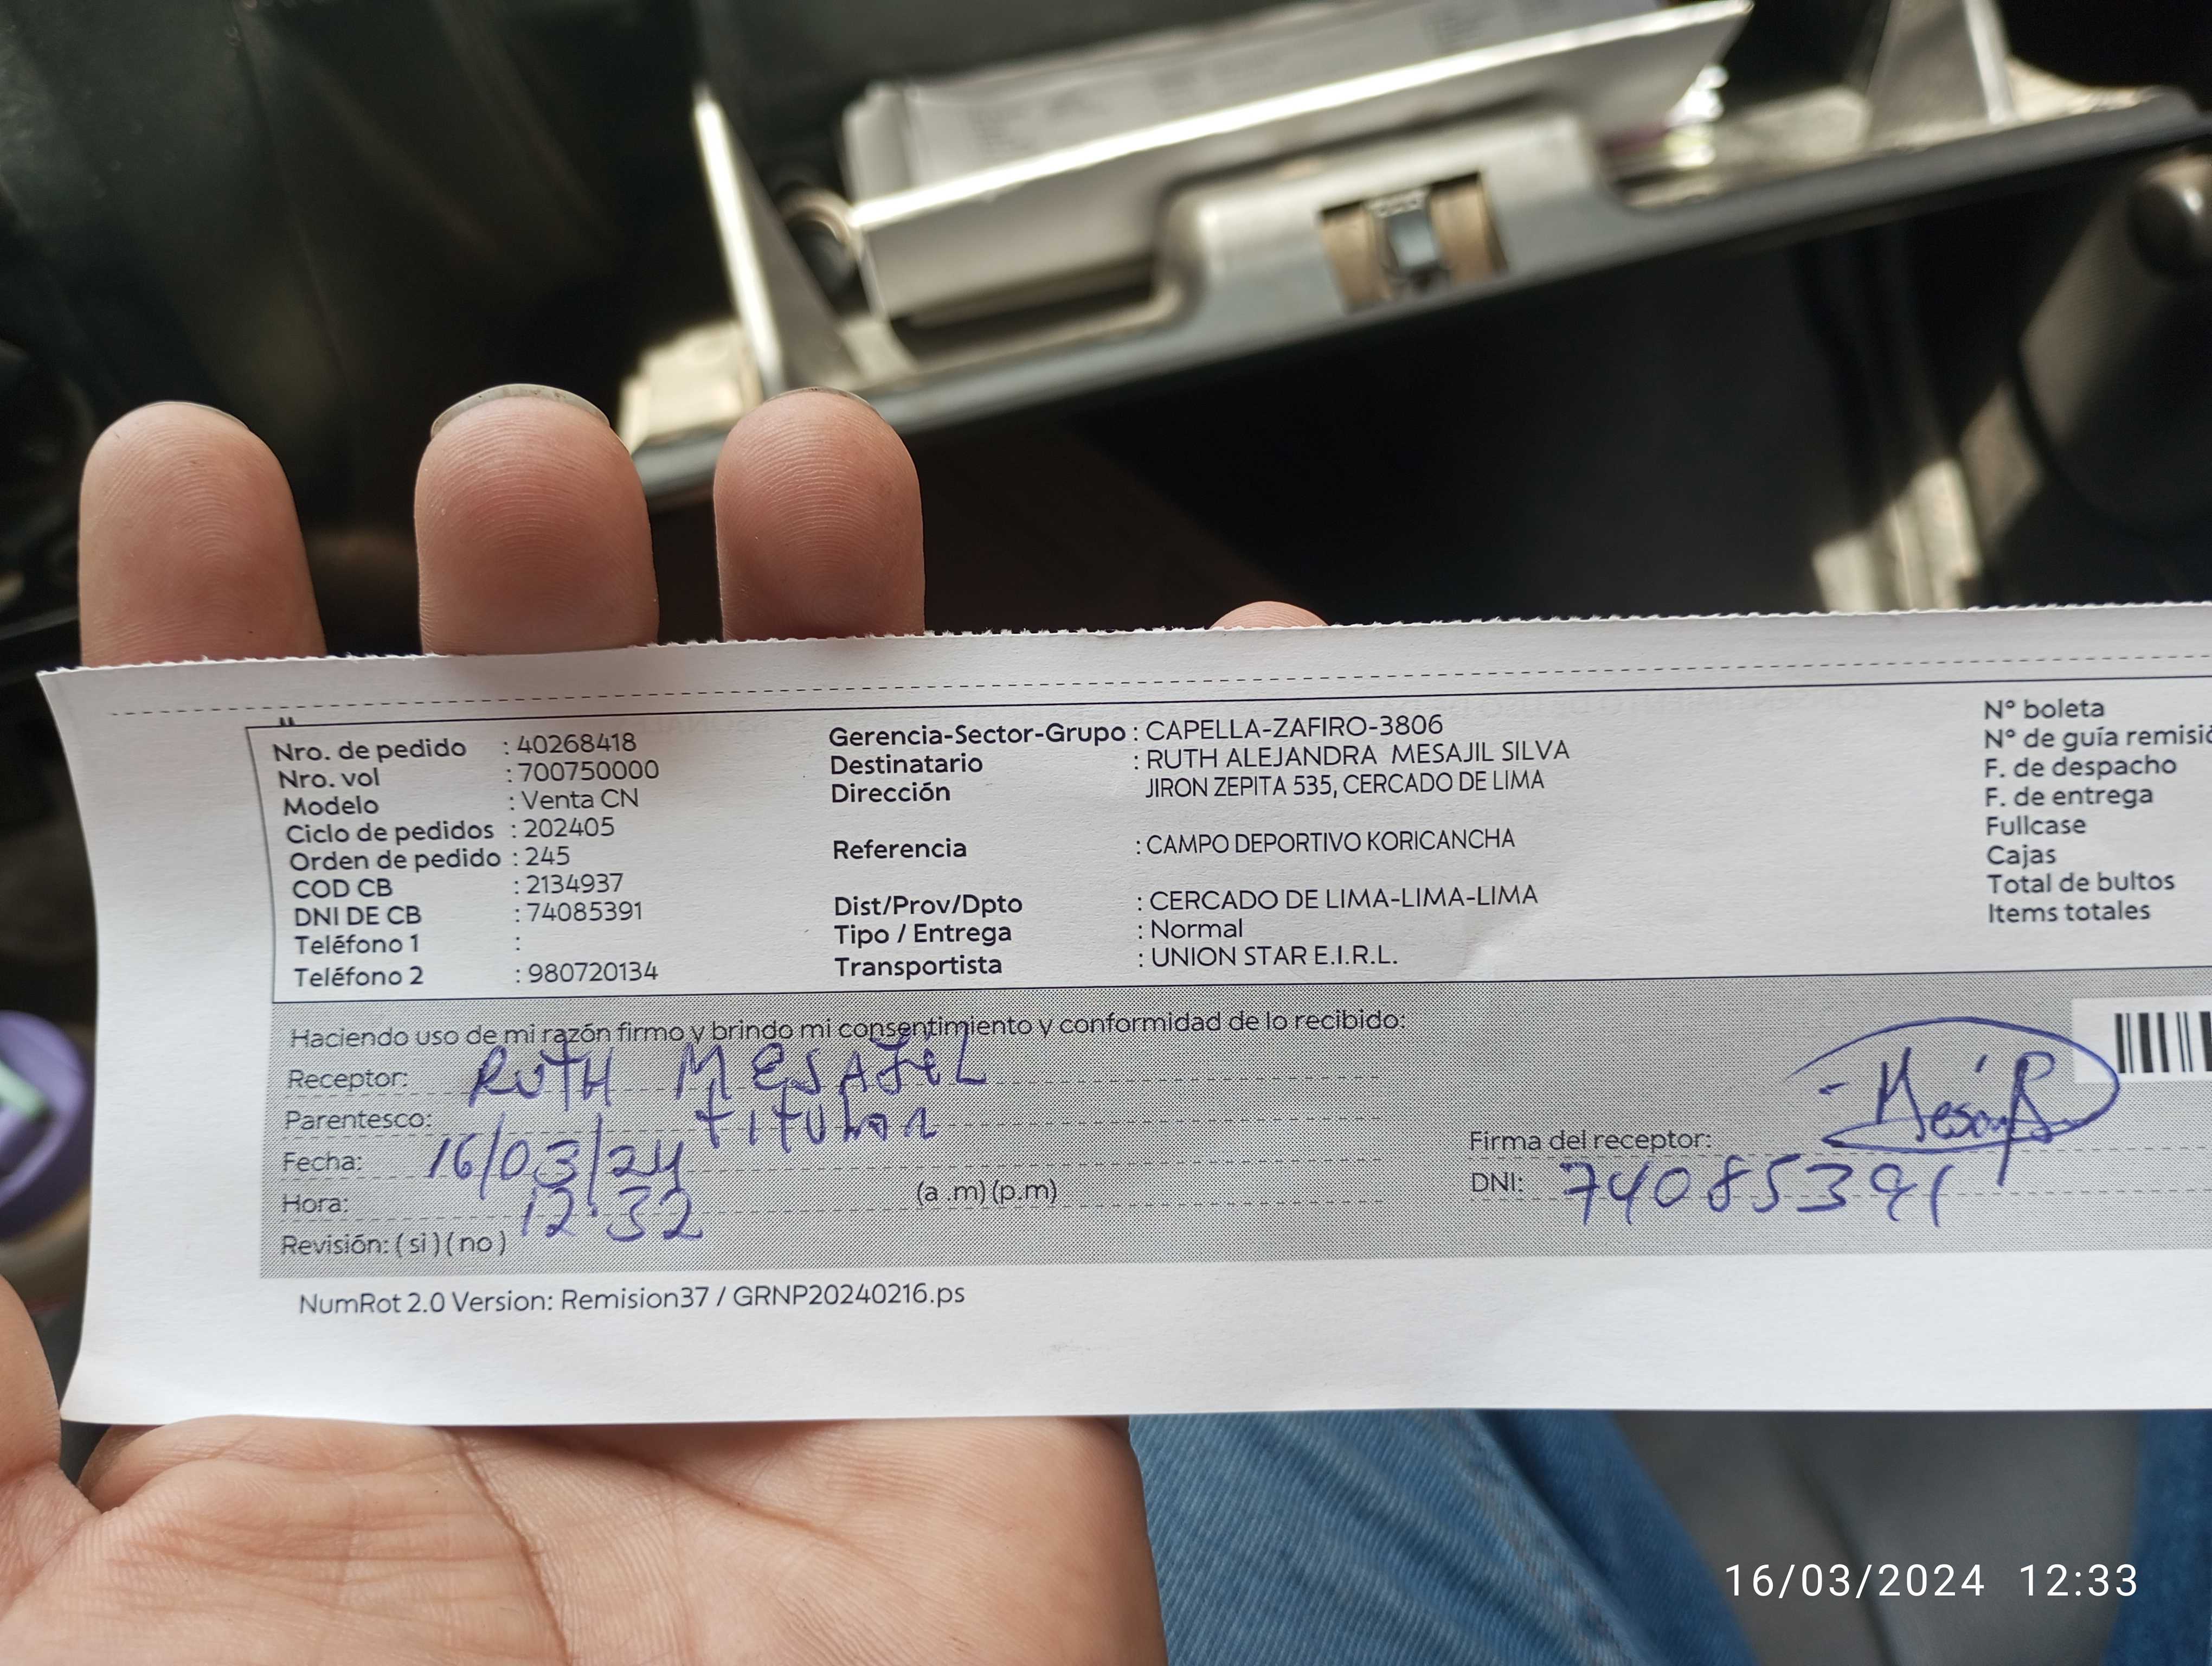 Nro. de pedido : 40268418
Nro. vol : 700750000
Modelo : Venta CN
Ciclo de pedidos : 202405
Orden de pedido : 245
COD CB : 2134937
DNI DE CB : 74085391
Teléfono 1 :
Teléfono 2 : 980720134
Gerencia-Sector-Grupo : CAPELLA-ZAFIRO-3806
Destinatario : RUTH ALEJANDRA MESAJIL SILVA
Dirección JIRON ZEPITA 535, CERCADO DE LIMA
Referencia : CAMPO DEPORTIVO KORICANCHA
Dist/Prov/Dpto : CERCADO DE LIMA-LIMA-LIMA
Tipo / Entrega : Normal
Transportista : UNION STAR E.I.R.L.
N° boleta
N° de guía remisió
F. de despacho
F. de entrega
Fullcase
Cajas
Total de bultos
Items totales
Haciendo uso de mi razón firmo y brindo mi consentimiento y conformidad de lo recibido:
Receptor: RUTH MESAJIL
Parentesco: TITULAR
Fecha: 16/03/24
Hora: 12:32 (a .m) (p.m)
Revisión: ( si ) ( no )
Firma del receptor:
DNI: 74085391
NumRot 2.0 Version: Remision37 / GRNP20240216.ps
16/03/2024 12:33